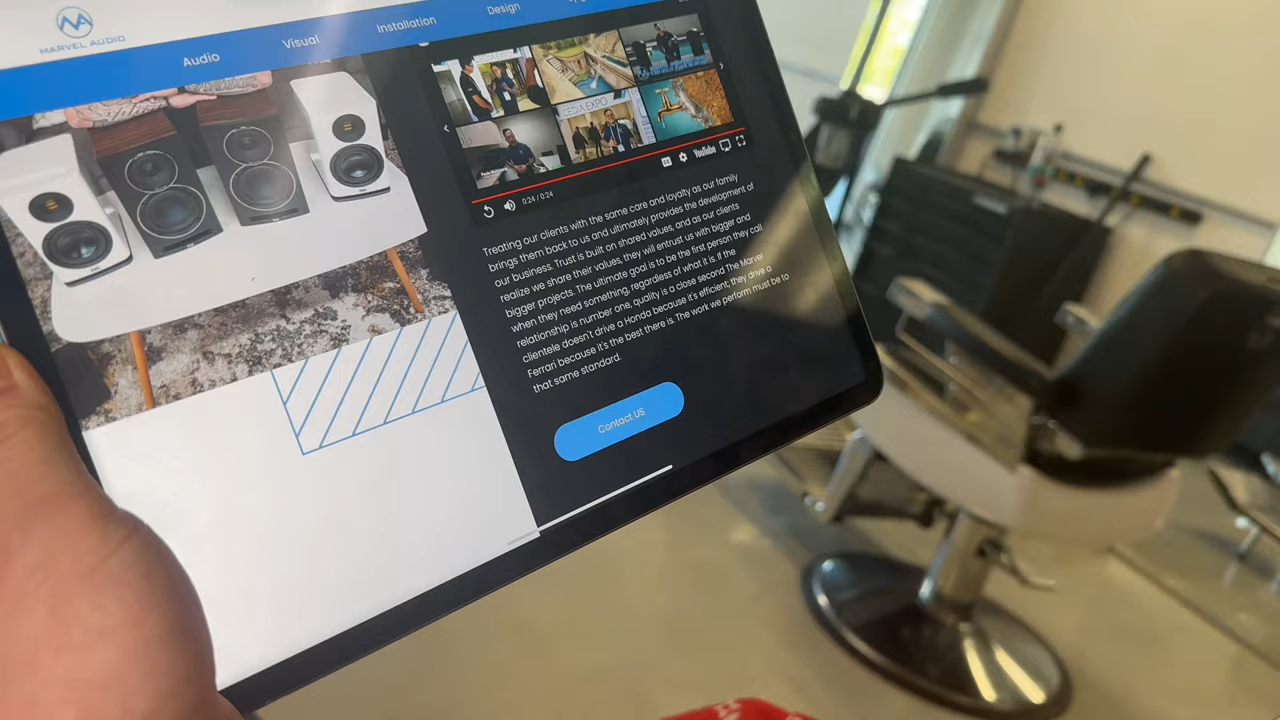 MARVEL AUDIO
Audio
Visual
Installation
Design
CEDIA EXPO
CC
YouTube
0:24 / 0:24
Treating our clients with the same care and loyalty as our family
brings them back to us and ultimately provides the development of
our business. Trust is built on shared values, and as our clients
realize we share their values, they will entrust us with bigger and
bigger projects. The ultimate goal is to be the first person they call
when they need something, regardless of what it is. If the
relationship is number one, quality is a close second The Marvel
clientele doesn't drive a Honda because it's efficient; they drive a
Ferrari because it's the best there is. The work we perform must be to
that same standard.
Contact US